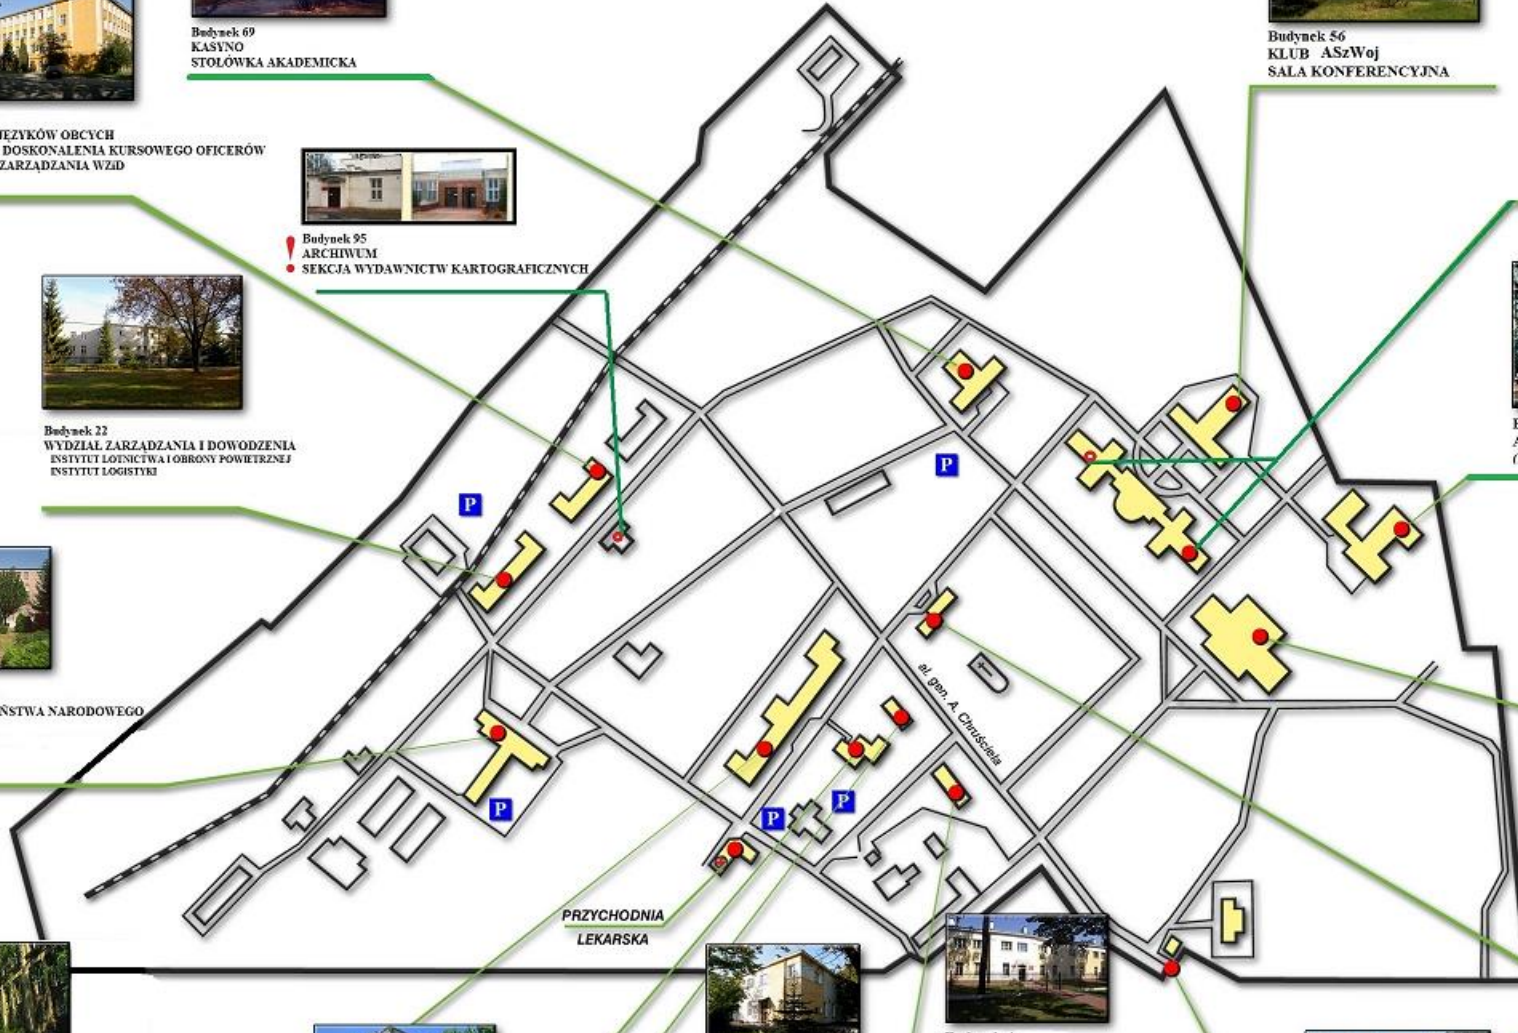 Budynek 69
KASYNO
STOŁÓWKA AKADEMICKA
Budynek 56
KLUB ASzWoj
SALA KONFERENCYJNA
JĘZYKÓW OBCYCH
DOSKONALENIA KURSOWEGO OFICERÓW
ZARZĄDZANIA WZiD
Budynek 95
ARCHIWUM
SEKCJA WYDAWNICTW KARTOGRAFICZNYCH
Budynek 22
WYDZIAŁ ZARZĄDZANIA I DOWODZENIA
INSTYTUT LOTNICTWA I OBRONY POWIETRZNEJ
INSTYTUT LOGISTYKI
P
P
ŃSTWA NARODOWEGO
al. gen. A. Chruściela
P
P
P
PRZYCHODNIA
LEKARSKA